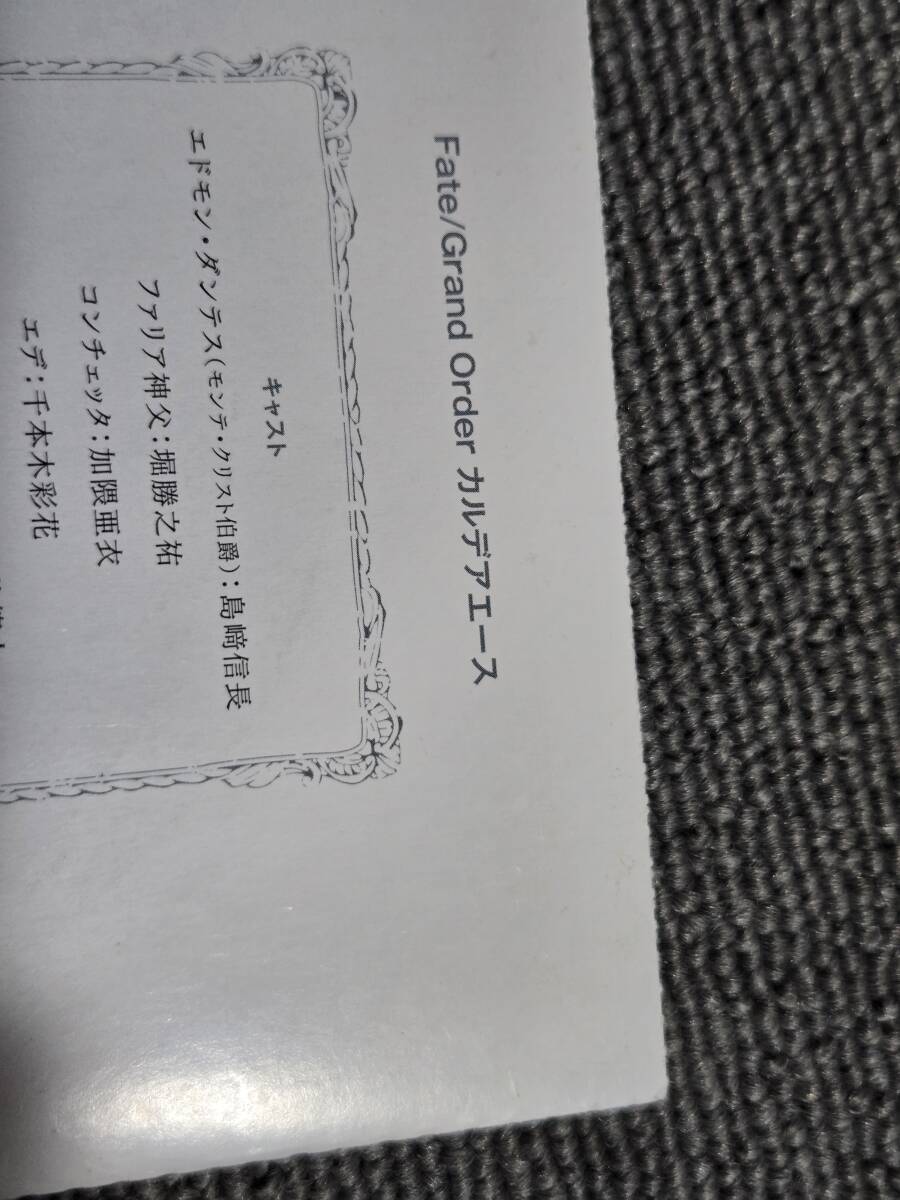 Fate/Grand Order カルデアエース
キャスト
エドモン・ダンテス(モンテ・クリスト伯爵):島﨑信長
ファリア神父:堀勝之祐
コンチェッタ:加隈亜衣
エデ:千本木彩花